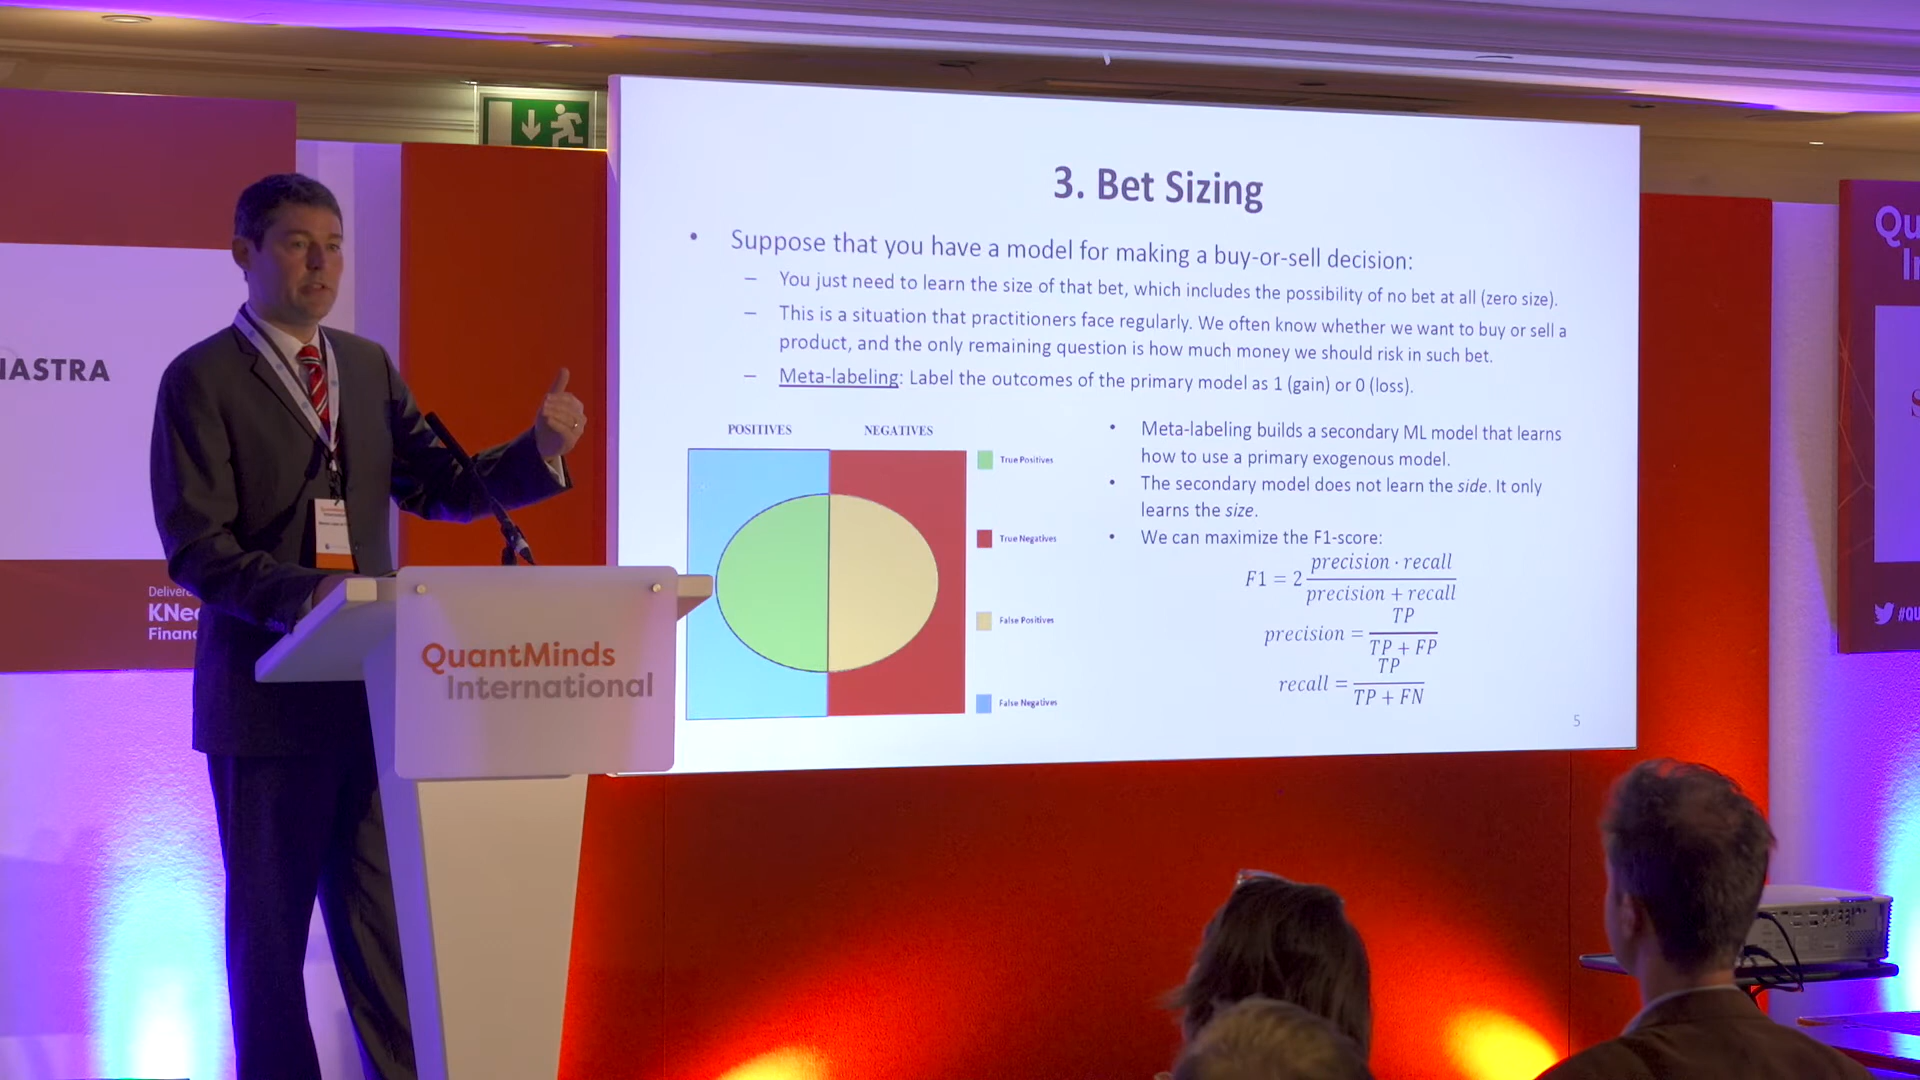 3. Bet Sizing
• Suppose that you have a model for making a buy-or-sell decision:
– You just need to learn the size of that bet, which includes the possibility of no bet at all (zero size).
– This is a situation that practitioners face regularly. We often know whether we want to buy or sell a
product, and the only remaining question is how much money we should risk in such bet.
– Meta-labeling: Label the outcomes of the primary model as 1 (gain) or 0 (loss).
POSITIVES NEGATIVES
True Positives
True Negatives
False Positives
False Negatives
• Meta-labeling builds a secondary ML model that learns
how to use a primary exogenous model.
• The secondary model does not learn the side. It only
learns the size.
• We can maximize the F1-score:
F1 = 2 precision · recall / precision + recall
precision = TP / TP + FP
recall = TP / TP + FN
5
QuantMinds
International
QuantMinds
International
NASTRA
Delivere
KNe
Financ
Qu
I
#QU